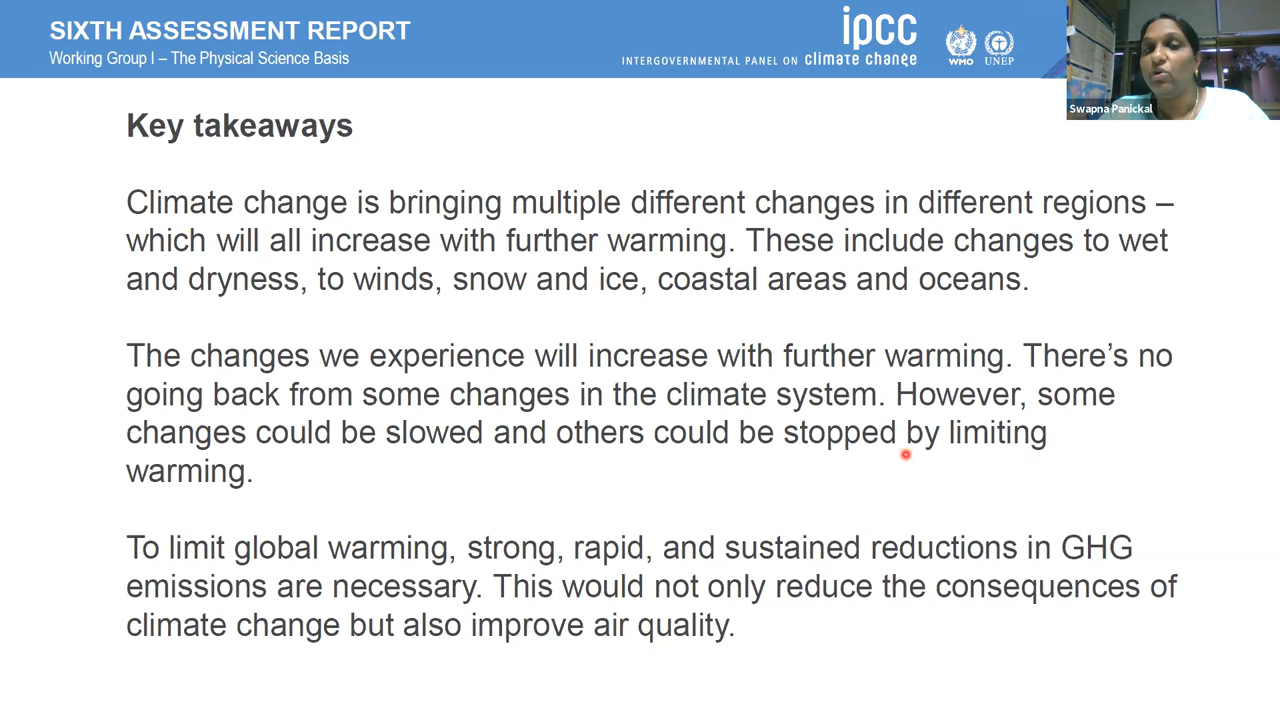 SIXTH ASSESSMENT REPORT
Working Group I – The Physical Science Basis
ipcc
INTERGOVERNMENTAL PANEL ON climate change
WMO
UNEP
Swapna Panickal
Key takeaways
Climate change is bringing multiple different changes in different regions –
which will all increase with further warming. These include changes to wet
and dryness, to winds, snow and ice, coastal areas and oceans.
The changes we experience will increase with further warming. There’s no
going back from some changes in the climate system. However, some
changes could be slowed and others could be stopped by limiting
warming.
To limit global warming, strong, rapid, and sustained reductions in GHG
emissions are necessary. This would not only reduce the consequences of
climate change but also improve air quality.